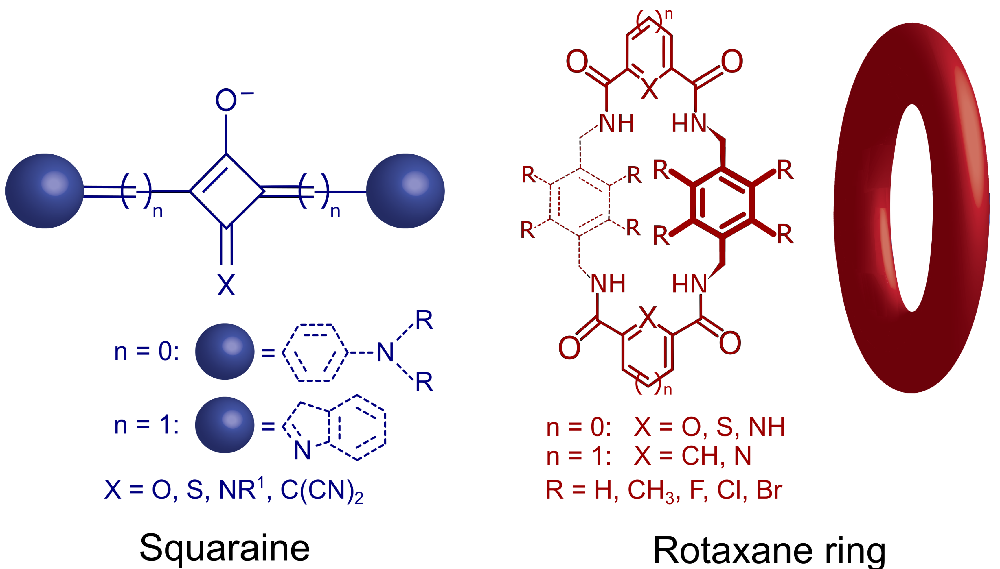 O⁻
( )n ( )n
X
n = 0: = N R R
n = 1: = N
X = O, S, NR¹, C(CN)₂
Squaraine
( )n
O O
X
NH HN
R R R R
R R R R
NH HN
X
O O
( )n
n = 0: X = O, S, NH
n = 1: X = CH, N
R = H, CH₃, F, Cl, Br
Rotaxane ring